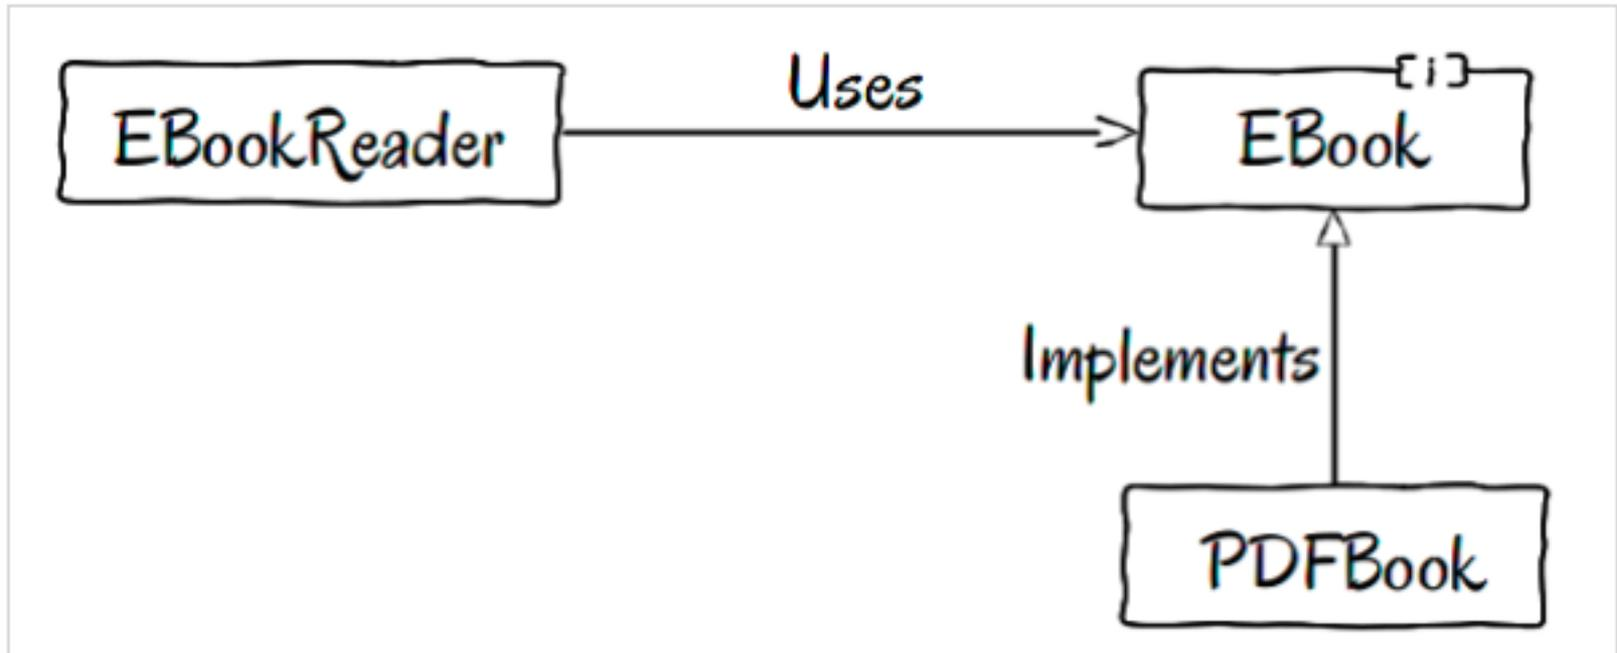 Uses
[i]
EBookReader
EBook
Implements
PDFBook